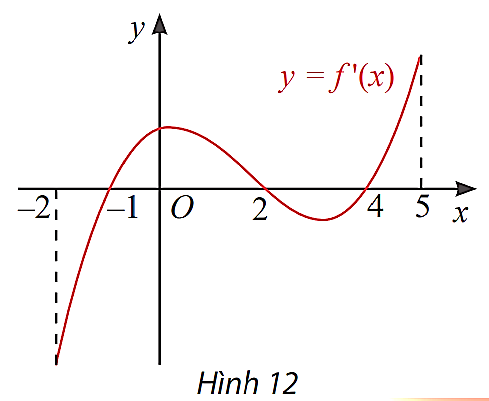 y
y = f '(x)
–2 –1 O 2 4 5 x
Hình 12